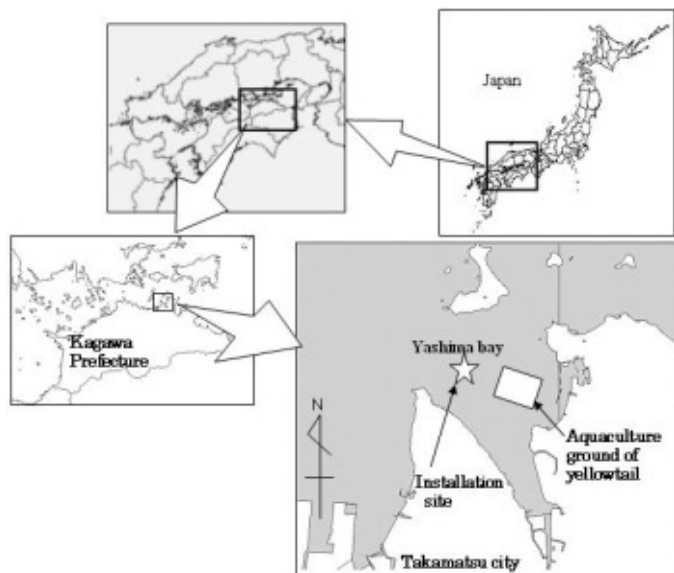 Japan
Kagawa
Prefecture
Yashima bay
N
Aquaculture
ground of
yellowtail
Installation
site
Takamatsu city